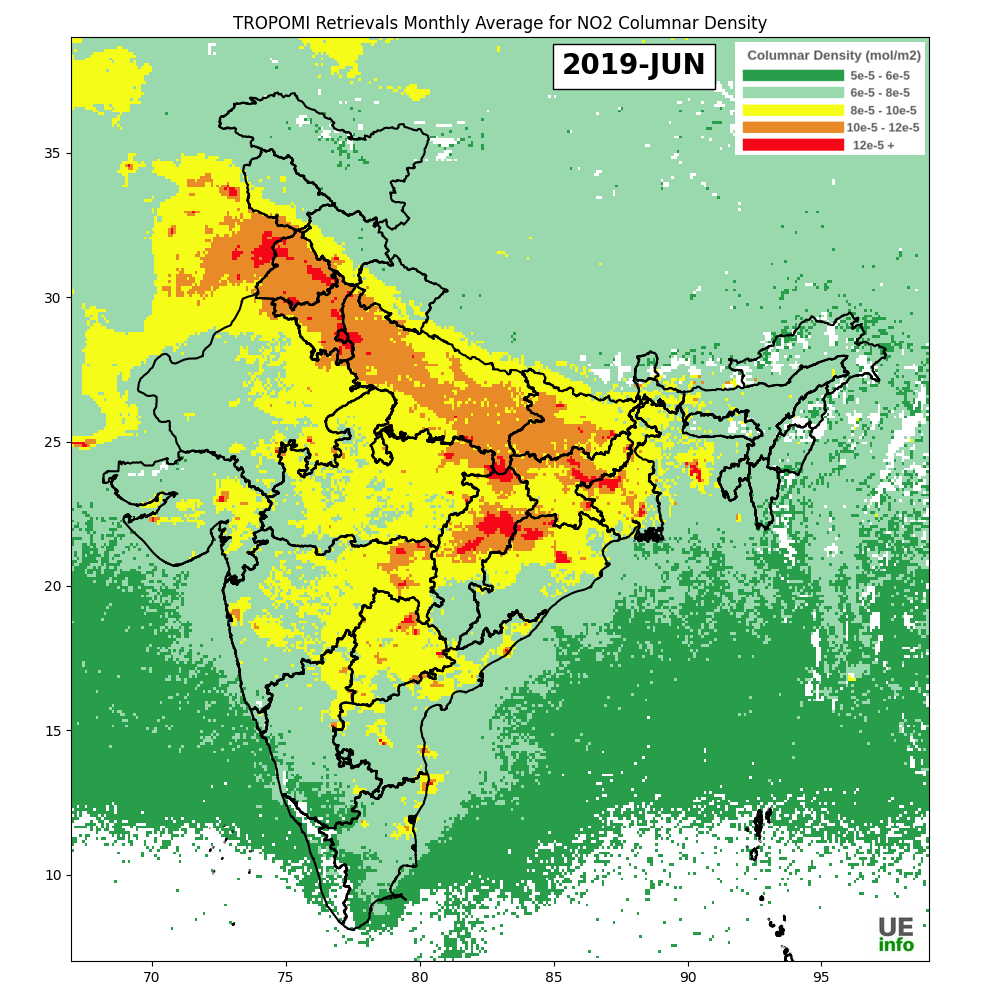 TROPOMI Retrievals Monthly Average for NO2 Columnar Density
2019-JUN
Columnar Density (mol/m2)
5e-5 - 6e-5
6e-5 - 8e-5
8e-5 - 10e-5
10e-5 - 12e-5
12e-5 +
35
30
25
20
15
10
UE
info
70 75 80 85 90 95